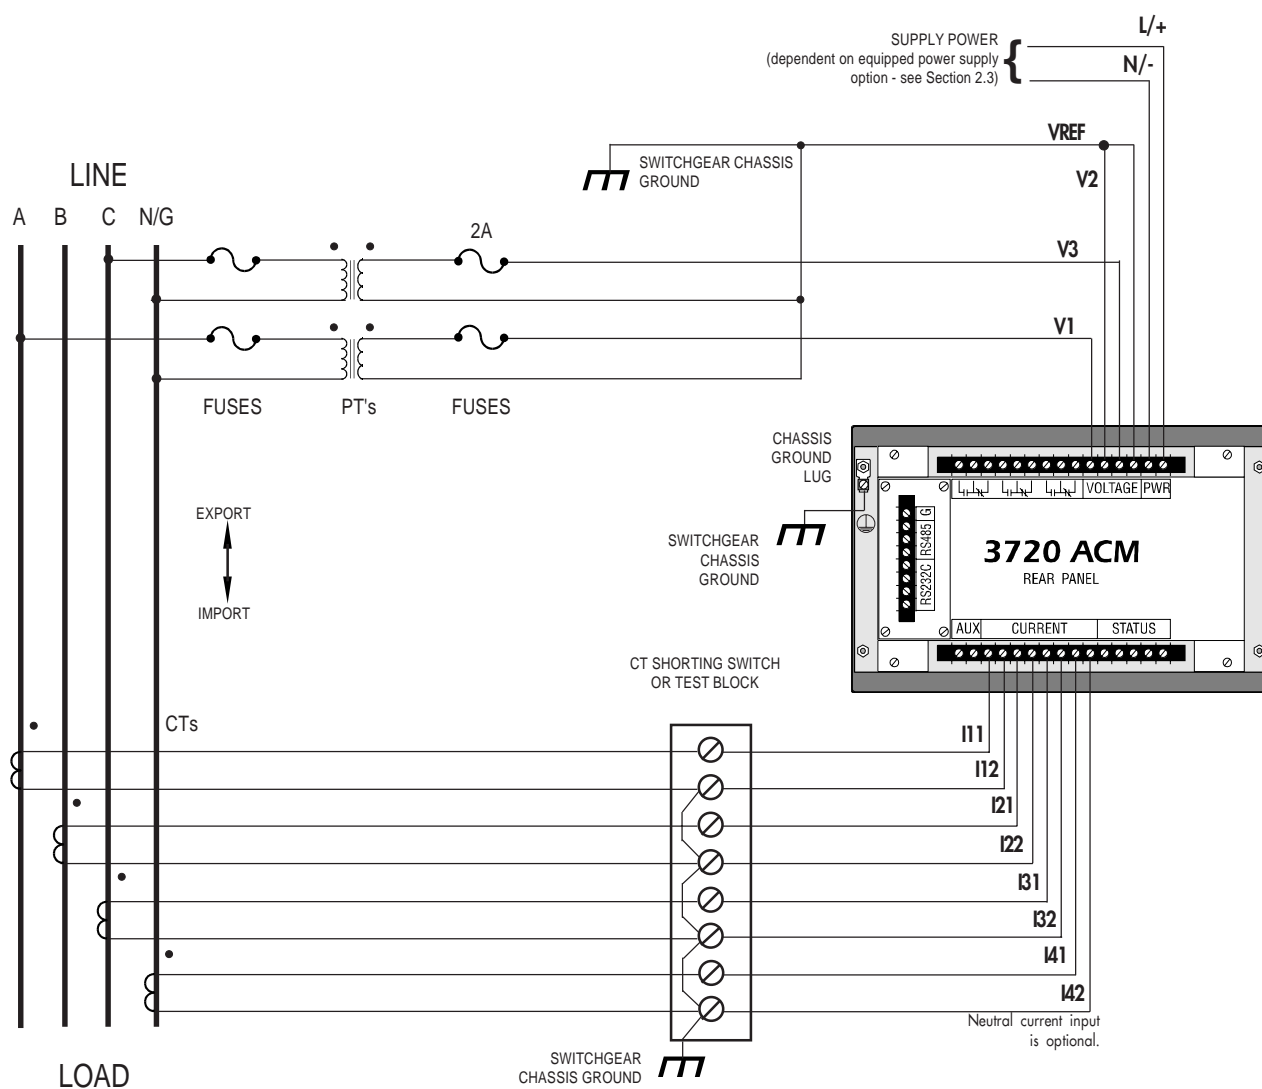 L/+
SUPPLY POWER
(dependent on equipped power supply
option - see Section 2.3)
N/-
VREF
SWITCHGEAR CHASSIS
GROUND
V2
LINE
A B C N/G
2A
V3
V1
FUSES PT's FUSES
CHASSIS
GROUND
LUG
VOLTAGE PWR
EXPORT
IMPORT
SWITCHGEAR
CHASSIS
GROUND
G
RS485
RS232C
3720 ACM
REAR PANEL
AUX CURRENT STATUS
CT SHORTING SWITCH
OR TEST BLOCK
CTs
I11
I12
I21
I22
I31
I32
I41
I42
Neutral current input
is optional.
SWITCHGEAR
CHASSIS GROUND
LOAD